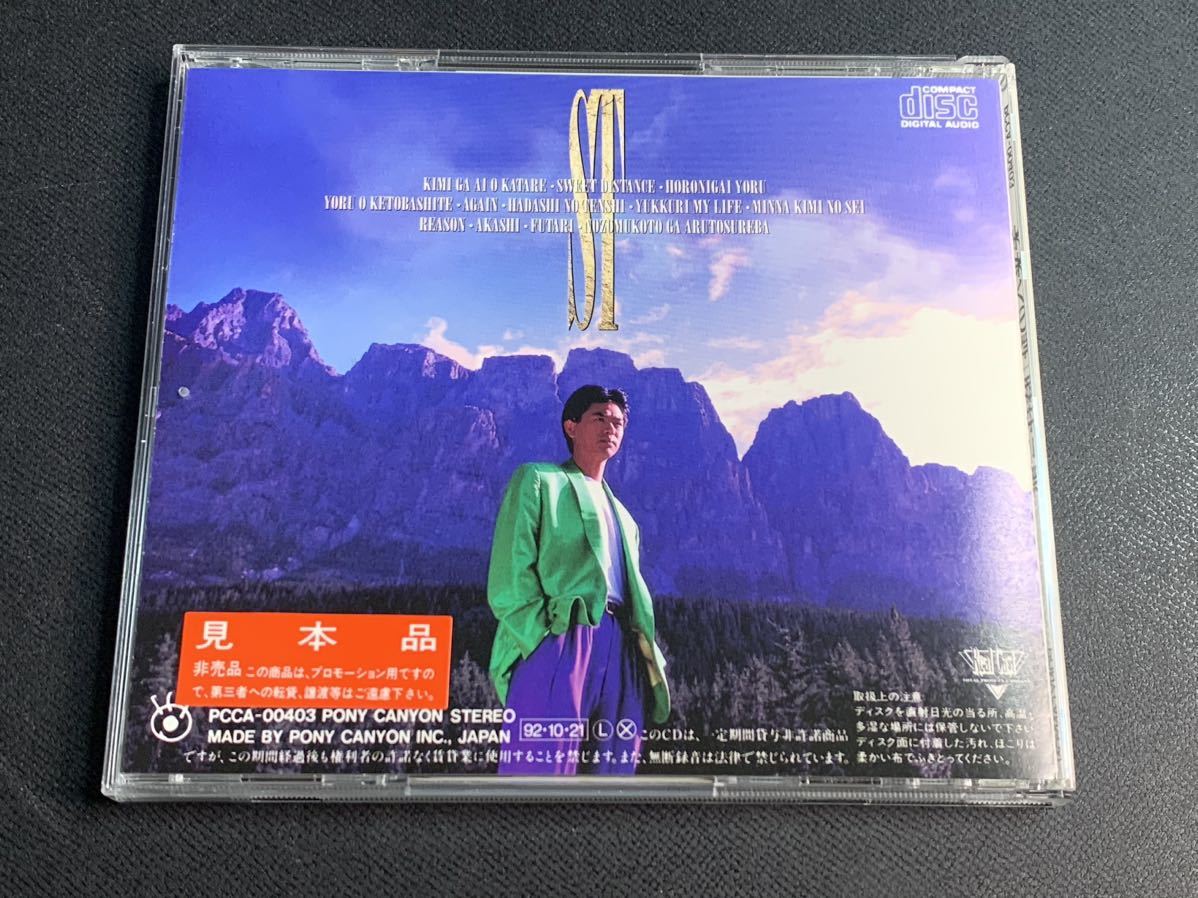 ST
COMPACT
disc
DIGITAL AUDIO
KIMI GA AI O KATARE・SWEET DISTANCE・HORONIGAI YORU
YORU O KETOBASHITE・AGAIN・HADASHI NO TENSHI・YUKKURI MY LIFE・MINNA KIMI NO SEI
REASON・AKASHI・FUTARI・NOZOMUKOTO GA ARUTOSUREBA
見本品
非売品 この商品は、プロモーション用ですの
で、第三者への転貸、譲渡等はご遠慮下さい。
PCCA-00403 PONY CANYON STEREO
MADE BY PONY CANYON INC., JAPAN
92・10・21 L X このCDは、一定期間貸与非許諾商品
ですが、この期間経過後も権利者の許諾なく賃貸業に使用することを禁じます。また、無断録音は法律で禁じられています。
取扱上の注意
ディスクを直射日光の当る所、高温・
多湿な場所には保管しないで下さい
ディスク面に付着した汚れ、ほこりは
柔かい布でふきとってください。
PCCA-00403